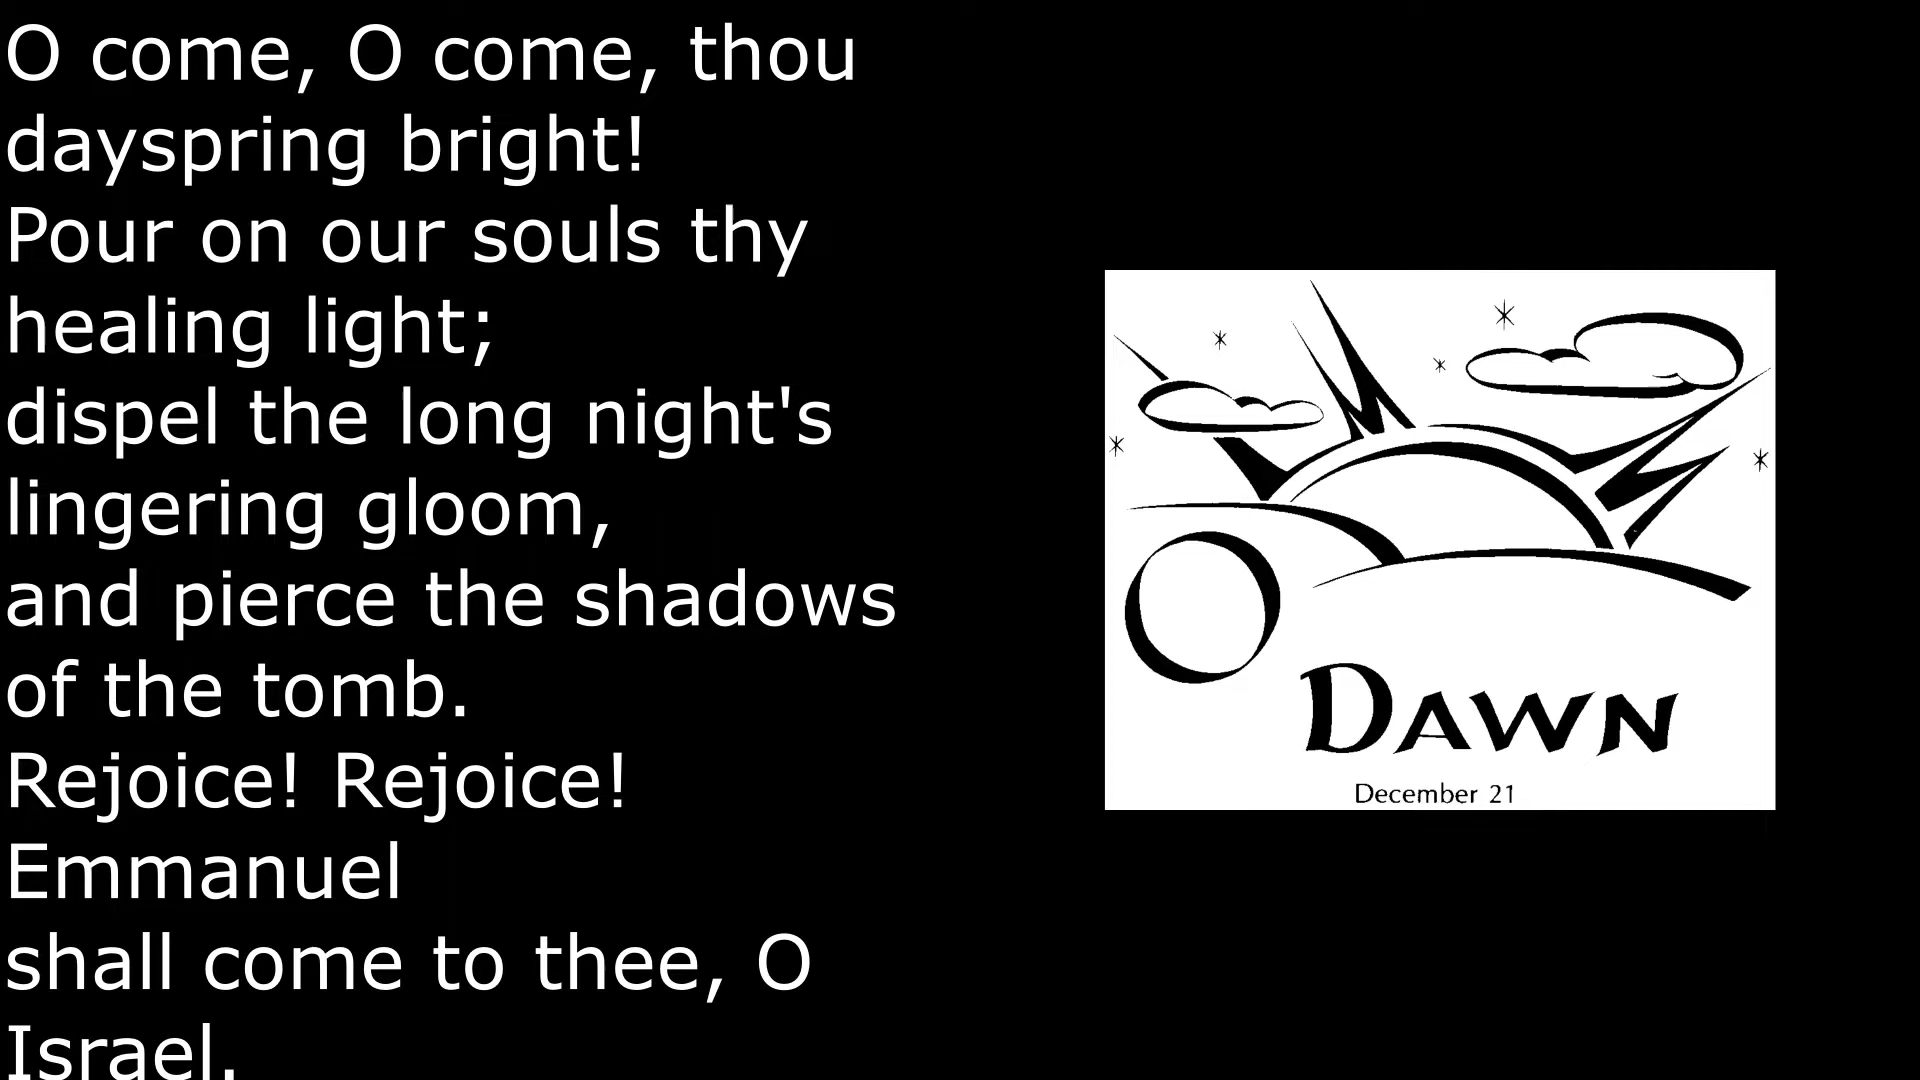 O come, O come, thou
dayspring bright!
Pour on our souls thy
healing light;
dispel the long night's
lingering gloom,
and pierce the shadows
of the tomb.
Rejoice! Rejoice!
Emmanuel
shall come to thee, O
Israel.
O
DAWN
December 21